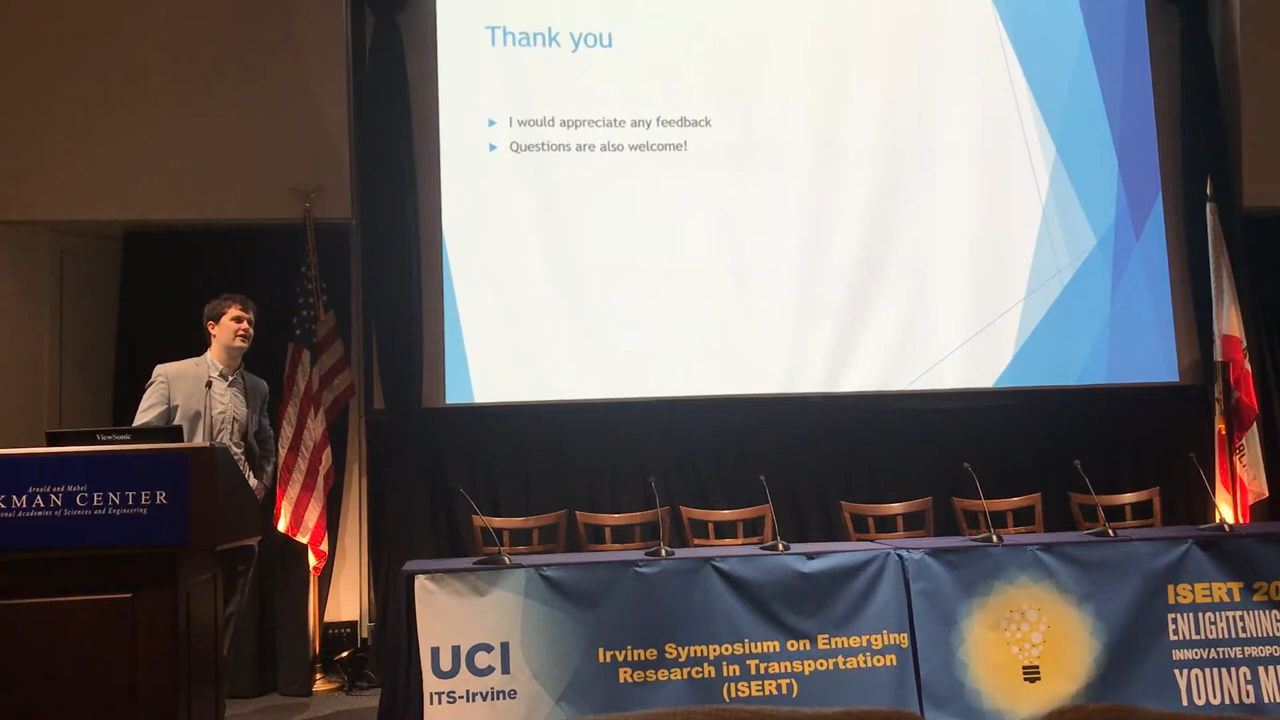 Thank you
I would appreciate any feedback
Questions are also welcome!
ViewSonic
Arnold and Mabel
KMAN CENTER
onal Academies of Sciences and Engineering
UCI
ITS-Irvine
Irvine Symposium on Emerging
Research in Transportation
(ISERT)
ISERT 20
ENLIGHTENING
INNOVATIVE PROPO
YOUNG M